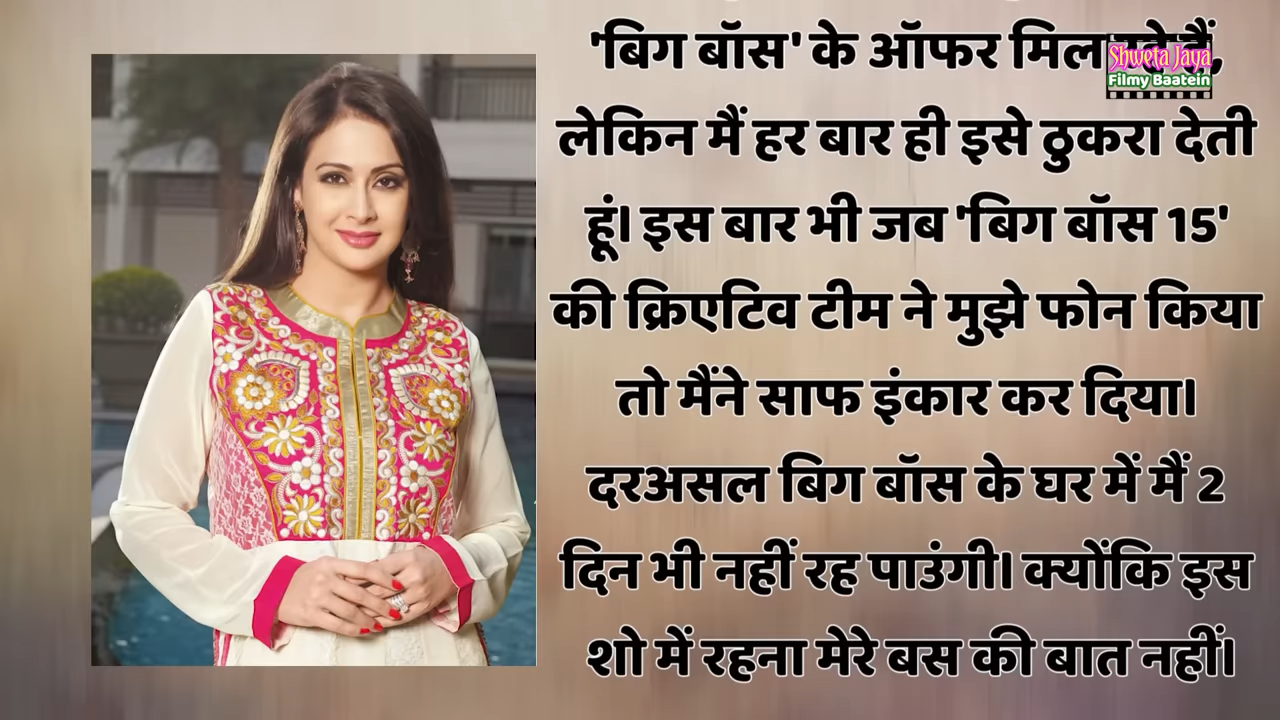 'बिग बॉस' के ऑफर मिल
Shweta Jaya
Filmy Baatein
लेकिन मैं हर बार ही इसे ठुकरा देती
हूं। इस बार भी जब 'बिग बॉस 15'
की क्रिएटिव टीम ने मुझे फोन किया
तो मैंने साफ इंकार कर दिया।
दरअसल बिग बॉस के घर में मैं 2
दिन भी नहीं रह पाउंगी। क्योंकि इस
शो में रहना मेरे बस की बात नहीं।